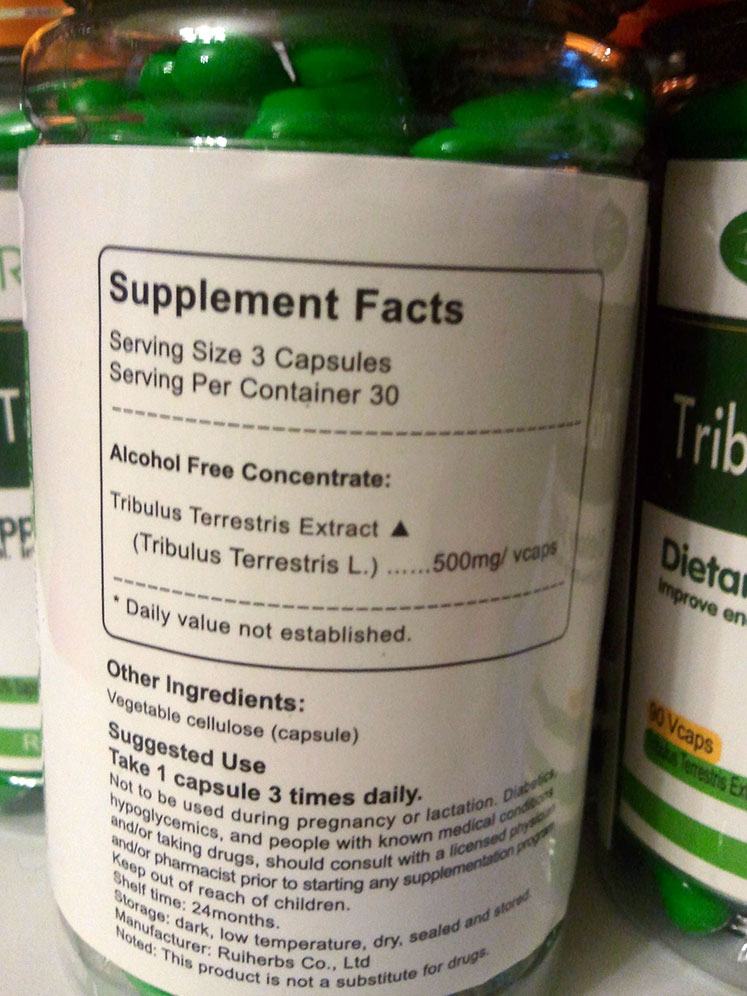 Supplement Facts
Serving Size 3 Capsules
Serving Per Container 30
Alcohol Free Concentrate:
Tribulus Terrestris Extract ▲
(Tribulus Terrestris L.) ......500mg/ vcaps
* Daily value not established.
Other Ingredients:
Vegetable cellulose (capsule)
Suggested Use
Take 1 capsule 3 times daily.
Not to be used during pregnancy or lactation. Diabetics,
hypoglycemics, and people with known medical conditions
and/or taking drugs, should consult with a licensed physician
and/or pharmacist prior to starting any supplementation program.
Keep out of reach of children.
Shelf time: 24months.
Storage: dark, low temperature, dry, sealed and stored.
Manufacturer: Ruiherbs Co., Ltd
Noted: This product is not a substitute for drugs.
Trib
Dieta
Improve en
90 Vcaps
Terrestris Ex
R
T
PP
R